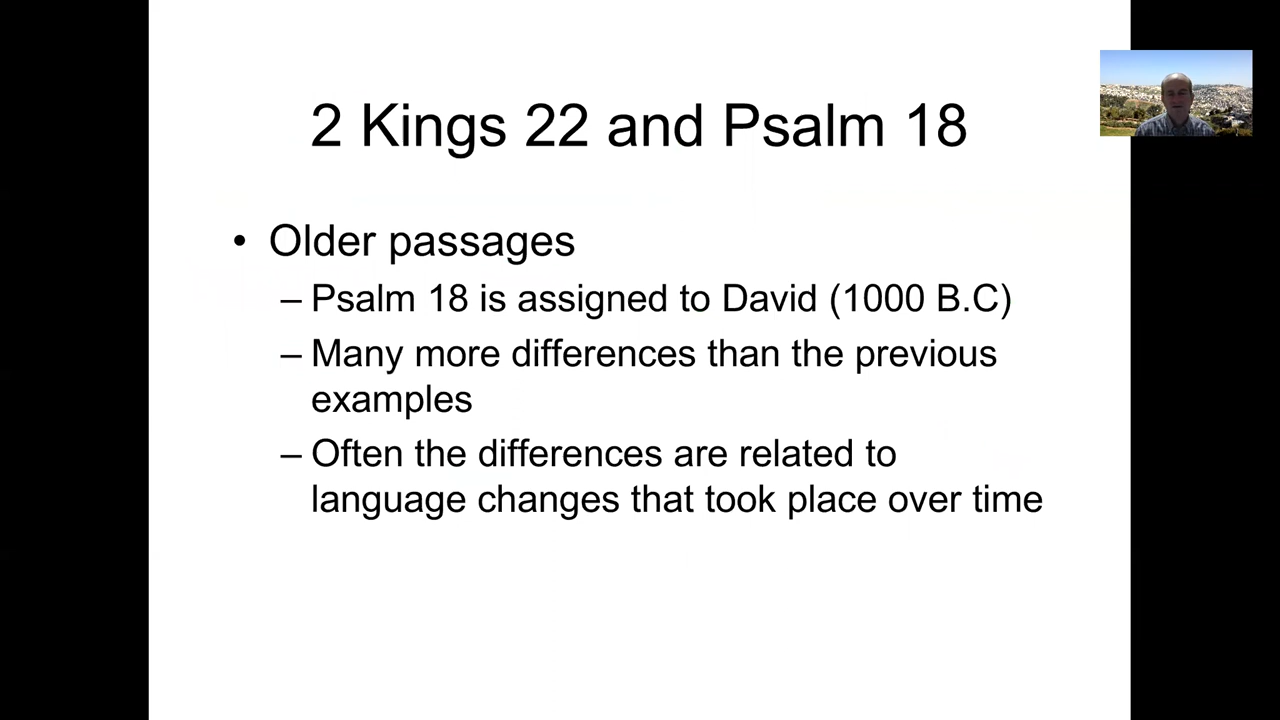 2 Kings 22 and Psalm 18
• Older passages
– Psalm 18 is assigned to David (1000 B.C)
– Many more differences than the previous
examples
– Often the differences are related to
language changes that took place over time